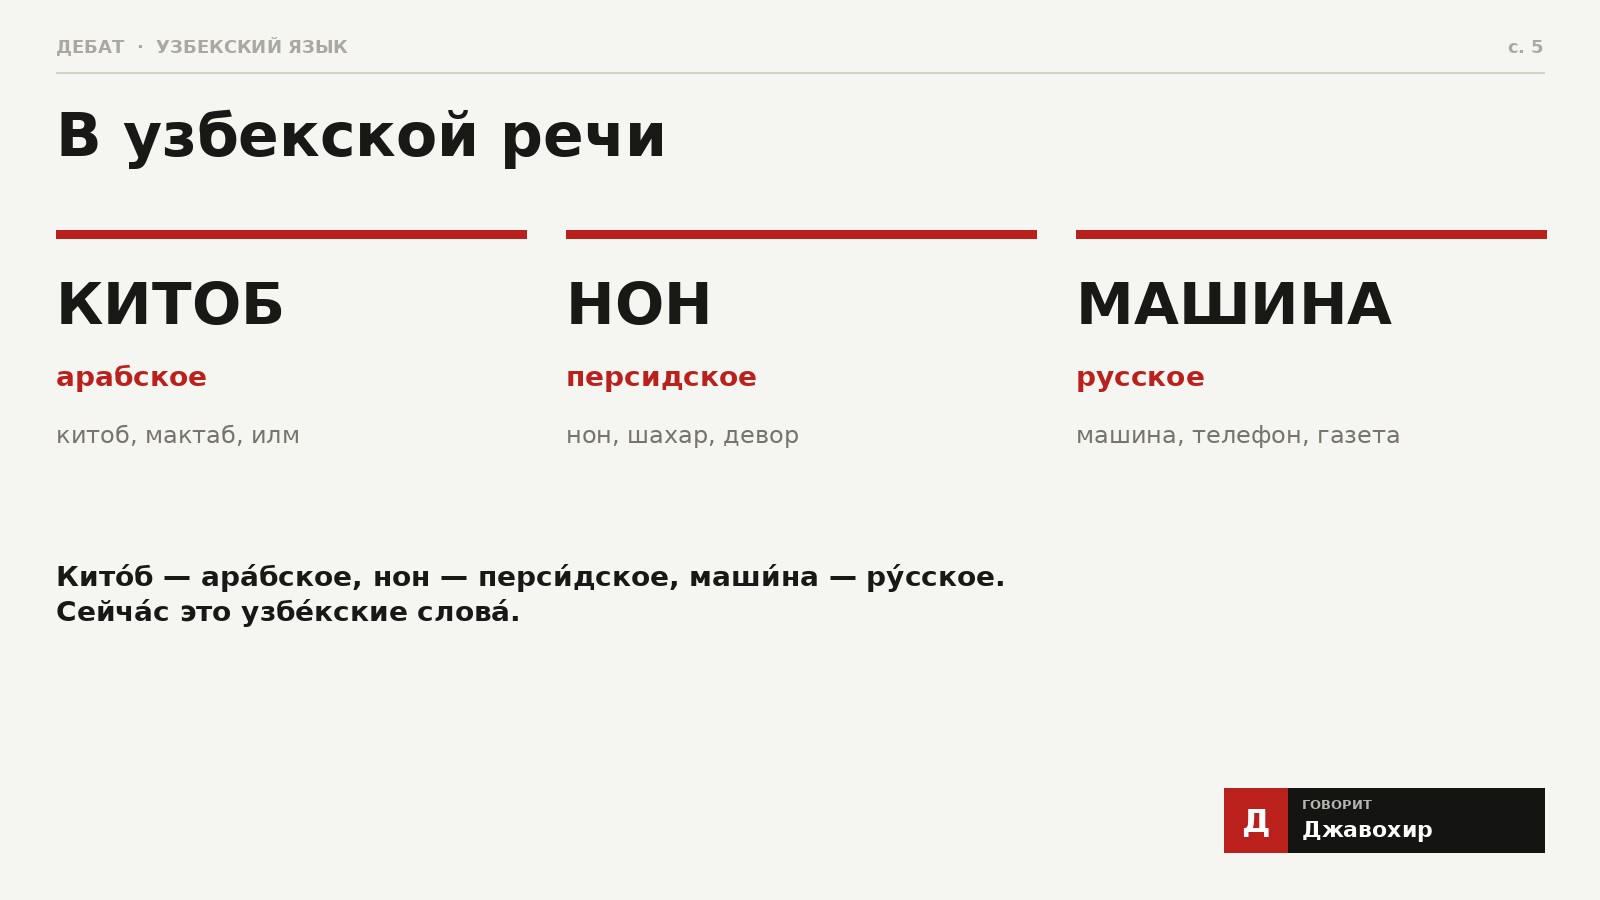 ДЕБАТ · УЗБЕКСКИЙ ЯЗЫК
с. 5
В узбекской речи
КИТОБ
арабское
китоб, мактаб, илм
НОН
персидское
нон, шахар, девор
МАШИНА
русское
машина, телефон, газета
Кито́б — ара́бское, нон — перси́дское, маши́на — ру́сское.
Сейча́с это узбе́кские слова́.
Д
ГОВОРИТ
Джавохир